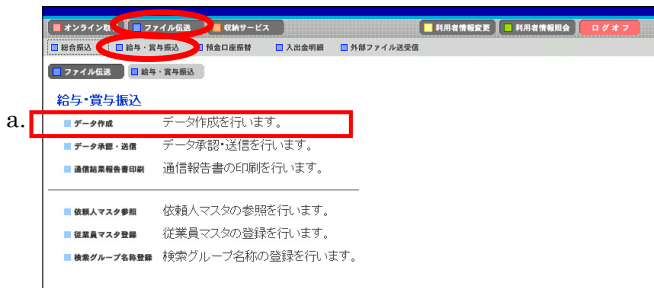 オンライン取 ファイル伝送 収納サービス 利用者情報変更 利用者情報照会 ログオフ
総合振込 給与・賞与振込 預金口座振替 入出金明細 外部ファイル送受信
ファイル伝送 給与・賞与振込
給与・賞与振込
a. データ作成 データ作成を行います。
データ承認・送信 データ承認・送信を行います。
通信結果報告書印刷 通信報告書の印刷を行います。
依頼人マスタ参照 依頼人マスタの参照を行います。
従業員マスタ登録 従業員マスタの登録を行います。
検索グループ名称登録 検索グループ名称の登録を行います。